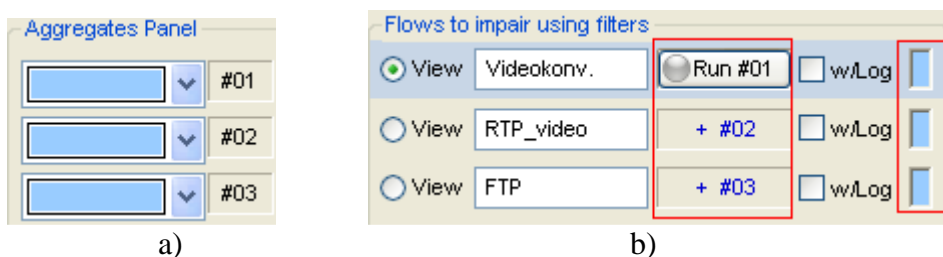 Aggregates Panel
#01
#02
#03
a)
Flows to impair using filters
View Videokonv. Run #01 w/Log
View RTP_video + #02 w/Log
View FTP + #03 w/Log
b)